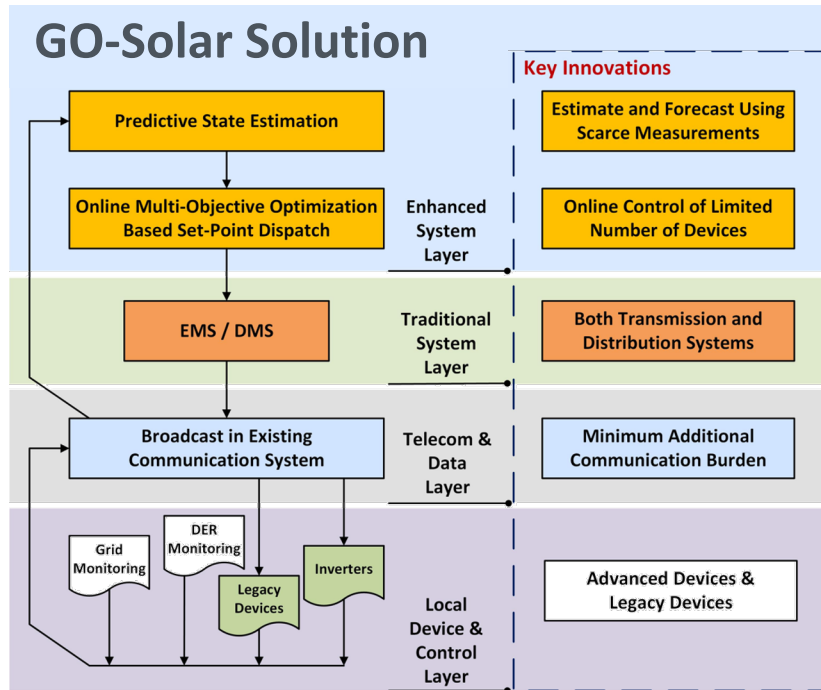 GO-Solar Solution
Key Innovations
Predictive State Estimation
Estimate and Forecast Using
Scarce Measurements
Online Multi-Objective Optimization
Based Set-Point Dispatch
Enhanced
System
Layer
Online Control of Limited
Number of Devices
EMS / DMS
Traditional
System
Layer
Both Transmission and
Distribution Systems
Broadcast in Existing
Communication System
Telecom &
Data
Layer
Minimum Additional
Communication Burden
Grid
Monitoring
DER
Monitoring
Legacy
Devices
Inverters
Local
Device &
Control
Layer
Advanced Devices &
Legacy Devices